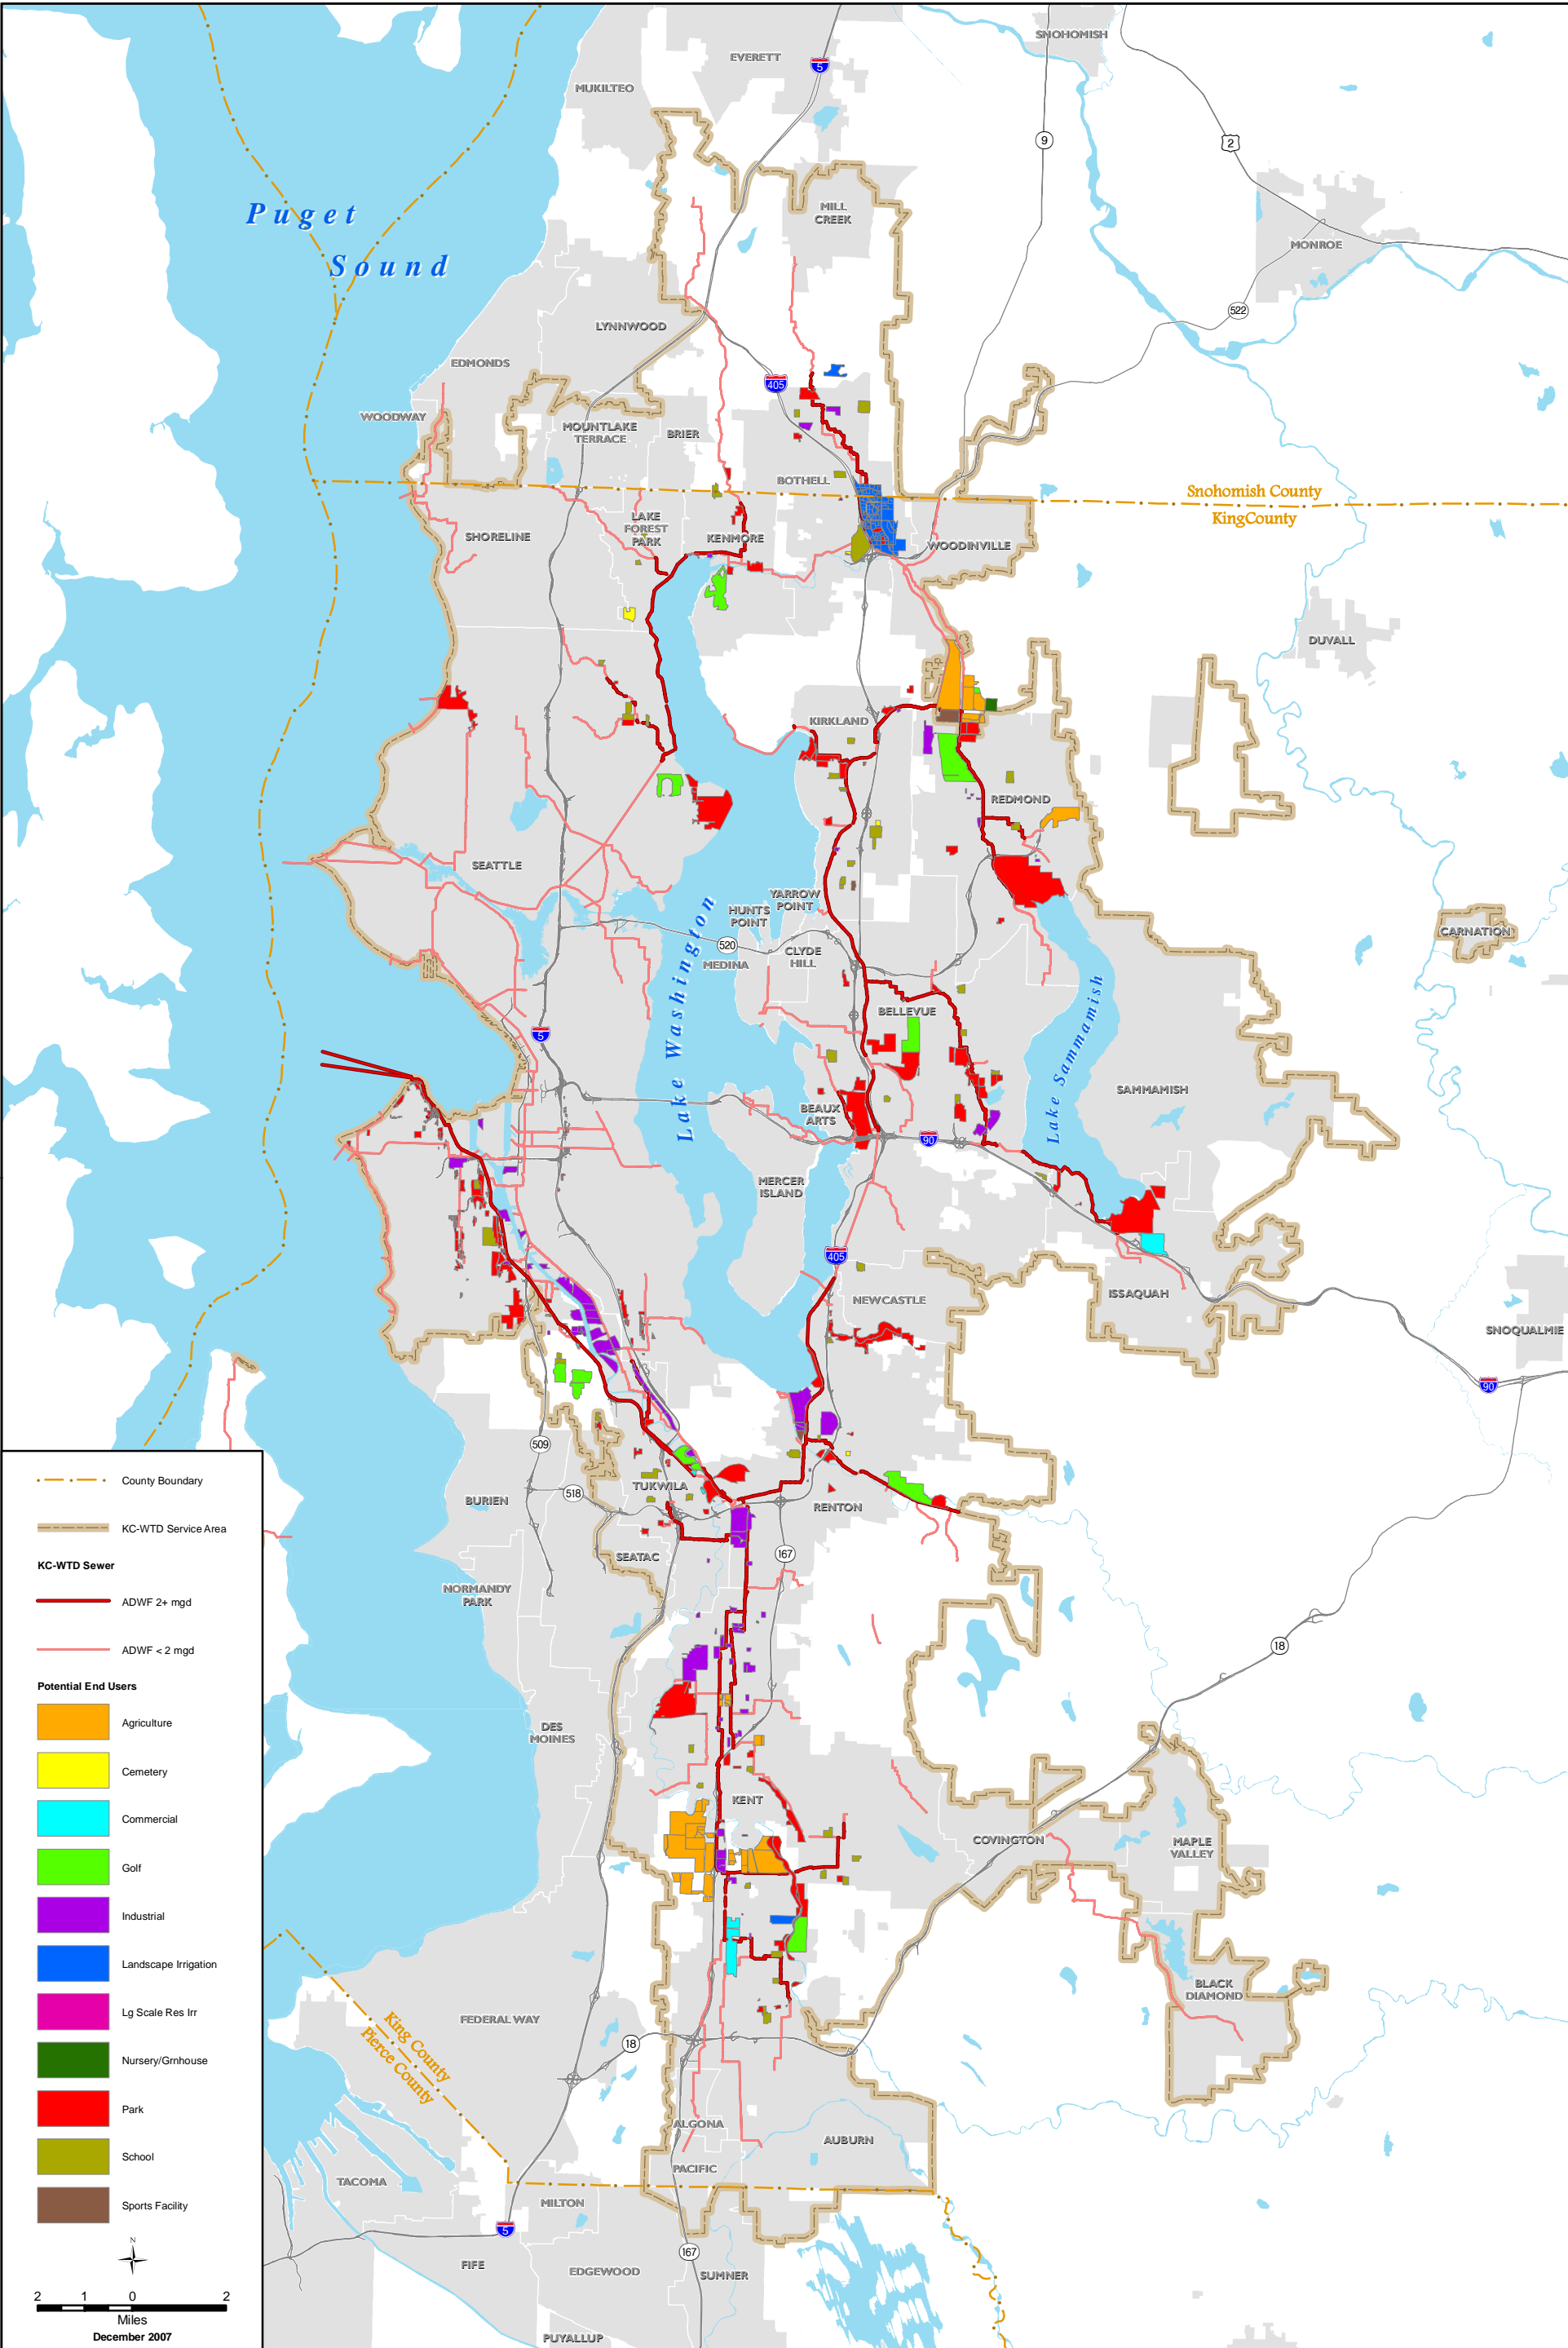 SNOHOMISH
EVERETT
5
MUKILTEO
9
2
MILL
CREEK
Puget
Sound
MONROE
522
LYNNWOOD
EDMONDS
405
WOODWAY
MOUNTLAKE
TERRACE
BRIER
BOTHELL
Snohomish County
KingCounty
LAKE
FOREST
PARK
SHORELINE
KENMORE
WOODINVILLE
DUVALL
KIRKLAND
REDMOND
SEATTLE
YARROW
POINT
HUNTS
POINT
CARNATION
520
CLYDE
HILL
MEDINA
Lake Washington
BELLEVUE
5
Lake Sammamish
SAMMAMISH
BEAUX
ARTS
90
MERCER
ISLAND
405
ISSAQUAH
NEWCASTLE
SNOQUALMIE
90
509
TUKWILA
518
BURIEN
RENTON
167
SEATAC
NORMANDY
PARK
18
DES
MOINES
KENT
COVINGTON
MAPLE
VALLEY
BLACK
DIAMOND
FEDERAL WAY
King County
Pierce County
18
ALGONA
AUBURN
PACIFIC
TACOMA
MILTON
5
167
FIFE
EDGEWOOD
SUMNER
PUYALLUP
County Boundary
KC-WTD Service Area
KC-WTD Sewer
ADWF 2+ mgd
ADWF < 2 mgd
Potential End Users
Agriculture
Cemetery
Commercial
Golf
Industrial
Landscape Irrigation
Lg Scale Res Irr
Nursery/Grnhouse
Park
School
Sports Facility
N
2 1 0 2
Miles
December 2007